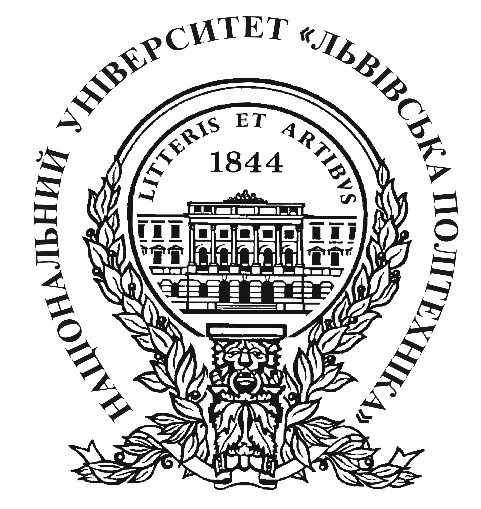 НАЦІОНАЛЬНИЙ УНІВЕРСИТЕТ «ЛЬВІВСЬКА ПОЛІТЕХНІКА»
LITTERIS ET ARTIBVS
1844